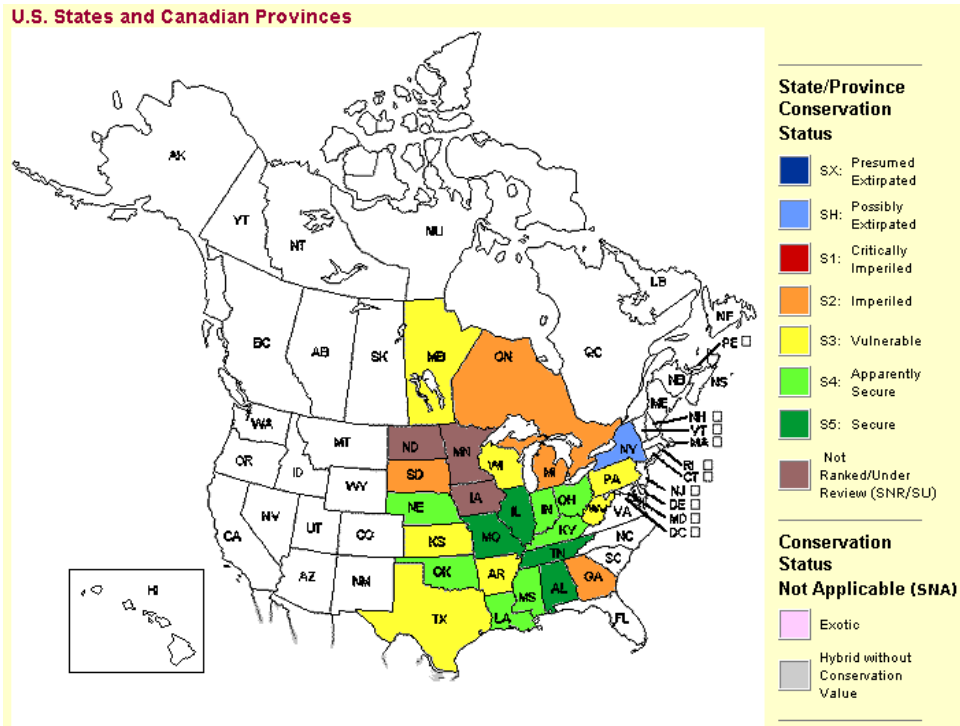 U.S. States and Canadian Provinces
AK
YT
NT
NU
BC
AB
SK
MB
ON
QC
LB
NF
PE
NB
NS
ME
NH
VT
MA
RI
CT
NJ
DE
MD
DC
WA
MT
ND
MN
OR
ID
WY
SD
WI
MI
NY
PA
NV
UT
CO
NE
IA
IL
IN
OH
WV
VA
CA
KS
MO
KY
NC
AZ
NM
OK
AR
TN
SC
TX
LA
MS
AL
GA
FL
HI
State/Province
Conservation
Status
SX: Presumed
Extirpated
SH: Possibly
Extirpated
S1: Critically
Imperiled
S2: Imperiled
S3: Vulnerable
S4: Apparently
Secure
S5: Secure
Not
Ranked/Under
Review (SNR/SU)
Conservation
Status
Not Applicable (SNA)
Exotic
Hybrid without
Conservation
Value